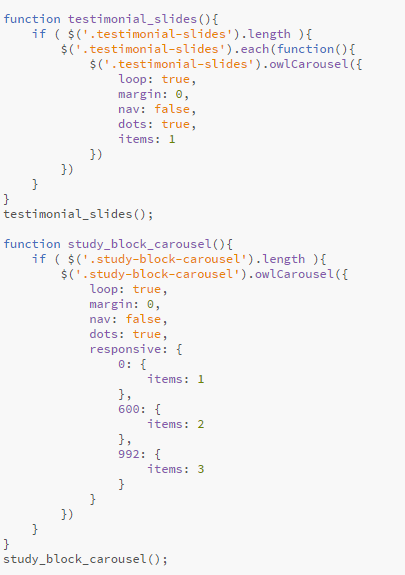 function testimonial_slides(){
    if ( $('.testimonial-slides').length ){
        $('.testimonial-slides').each(function(){
            $('.testimonial-slides').owlCarousel({
                loop: true,
                margin: 0,
                nav: false,
                dots: true,
                items: 1
            })
        })
    }
}
testimonial_slides();

function study_block_carousel(){
    if ( $('.study-block-carousel').length ){
        $('.study-block-carousel').owlCarousel({
            loop: true,
            margin: 0,
            nav: false,
            dots: true,
            responsive: {
                0: {
                    items: 1
                },
                600: {
                    items: 2
                },
                992: {
                    items: 3
                }
            }
        })
    }
}
study_block_carousel();